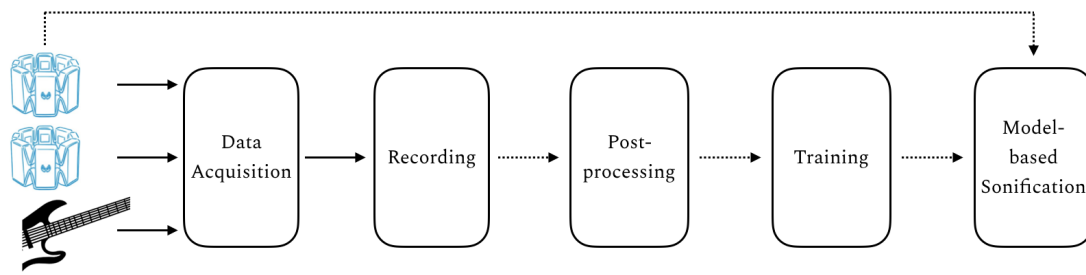 Data
Acquisition
Recording
Post-
processing
Training
Model-
based
Sonification